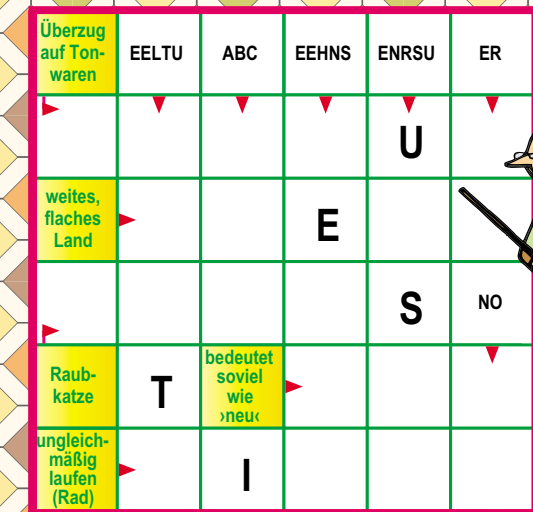 Überzug
auf Ton-
waren
EELTU
ABC
EEHNS
ENRSU
ER
U
weites,
flaches
Land
E
S
NO
Raub-
katze
T
bedeutet
soviel
wie
›neu‹
ungleich-
mäßig
laufen
(Rad)
I